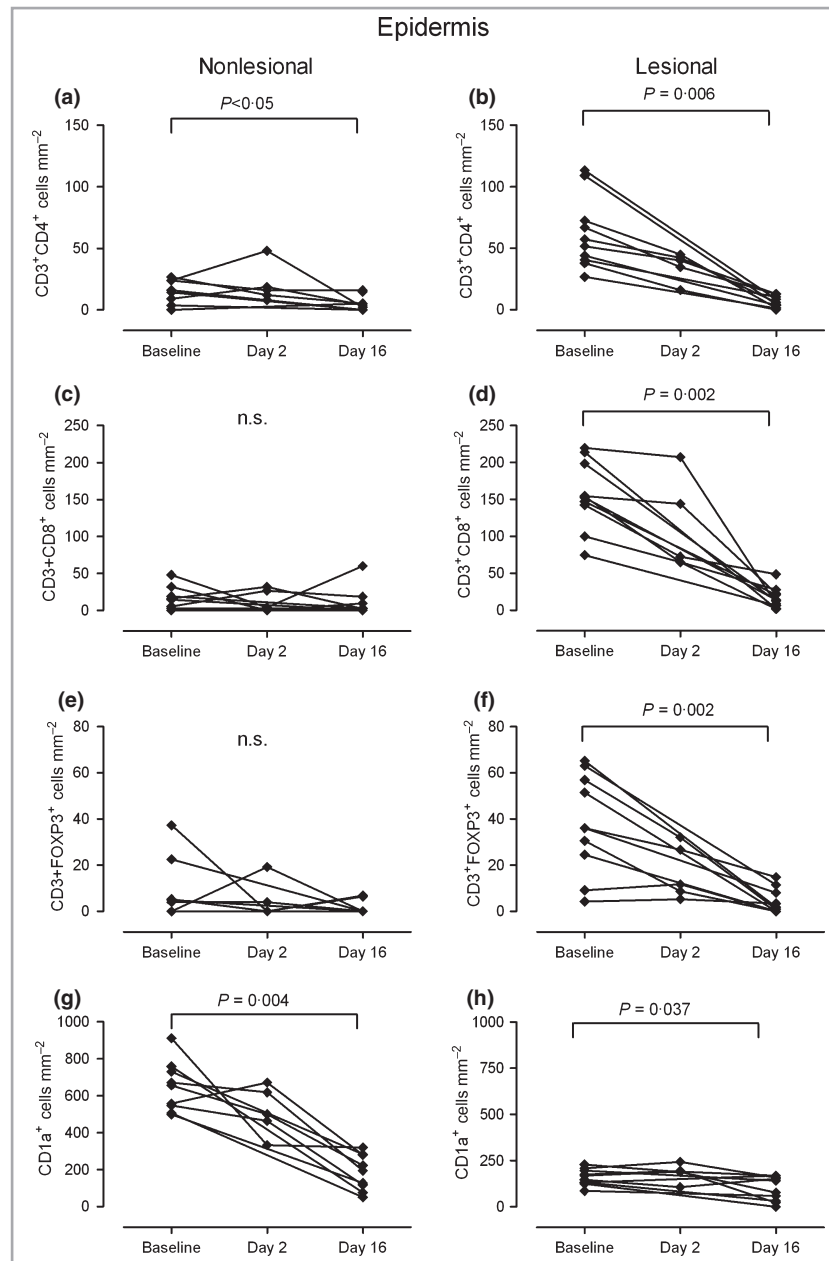 Epidermis
Nonlesional
Lesional
(a)
P<0·05
CD3⁺CD4⁺ cells mm⁻²
150
100
50
0
Baseline Day 2 Day 16
(b)
P = 0·006
CD3⁺CD4⁺ cells mm⁻²
150
100
50
0
Baseline Day 2 Day 16
(c)
n.s.
CD3+CD8⁺ cells mm⁻²
250
200
150
100
50
0
Baseline Day 2 Day 16
(d)
P = 0·002
CD3⁺CD8⁺ cells mm⁻²
250
200
150
100
50
0
Baseline Day 2 Day 16
(e)
n.s.
CD3+FOXP3⁺ cells mm⁻²
80
60
40
20
0
Baseline Day 2 Day 16
(f)
P = 0·002
CD3⁺FOXP3⁺ cells mm⁻²
80
60
40
20
0
Baseline Day 2 Day 16
(g)
P = 0·004
CD1a⁺ cells mm⁻²
1000
800
600
400
200
0
Baseline Day 2 Day 16
(h)
P = 0·037
CD1a⁺ cells mm⁻²
1000
750
500
250
0
Baseline Day 2 Day 16